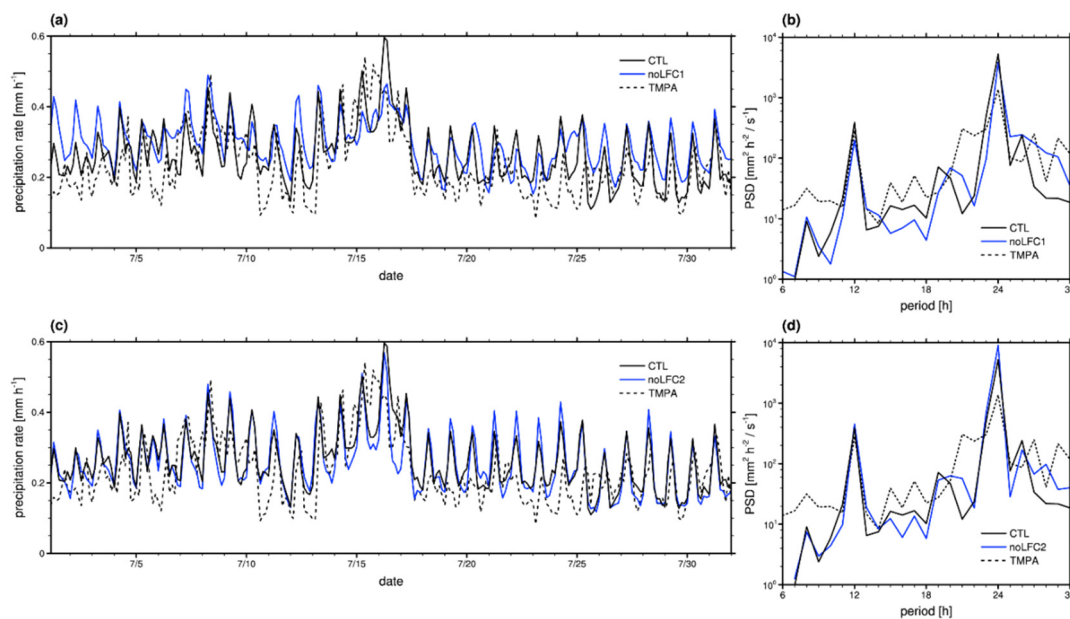 (a)
precipitation rate [mm h⁻¹]
0.6
0.4
0.2
0
CTL
noLFC1
TMPA
7/5
7/10
7/15
7/20
7/25
7/30
date
(b)
PSD [mm² h⁻² / s⁻¹]
10⁴
10³
10²
10¹
10⁰
CTL
noLFC1
TMPA
6
12
18
24
period [h]
(c)
precipitation rate [mm h⁻¹]
0.6
0.4
0.2
0
CTL
noLFC2
TMPA
7/5
7/10
7/15
7/20
7/25
7/30
date
(d)
PSD [mm² h⁻² / s⁻¹]
10⁴
10³
10²
10¹
10⁰
CTL
noLFC2
TMPA
6
12
18
24
period [h]